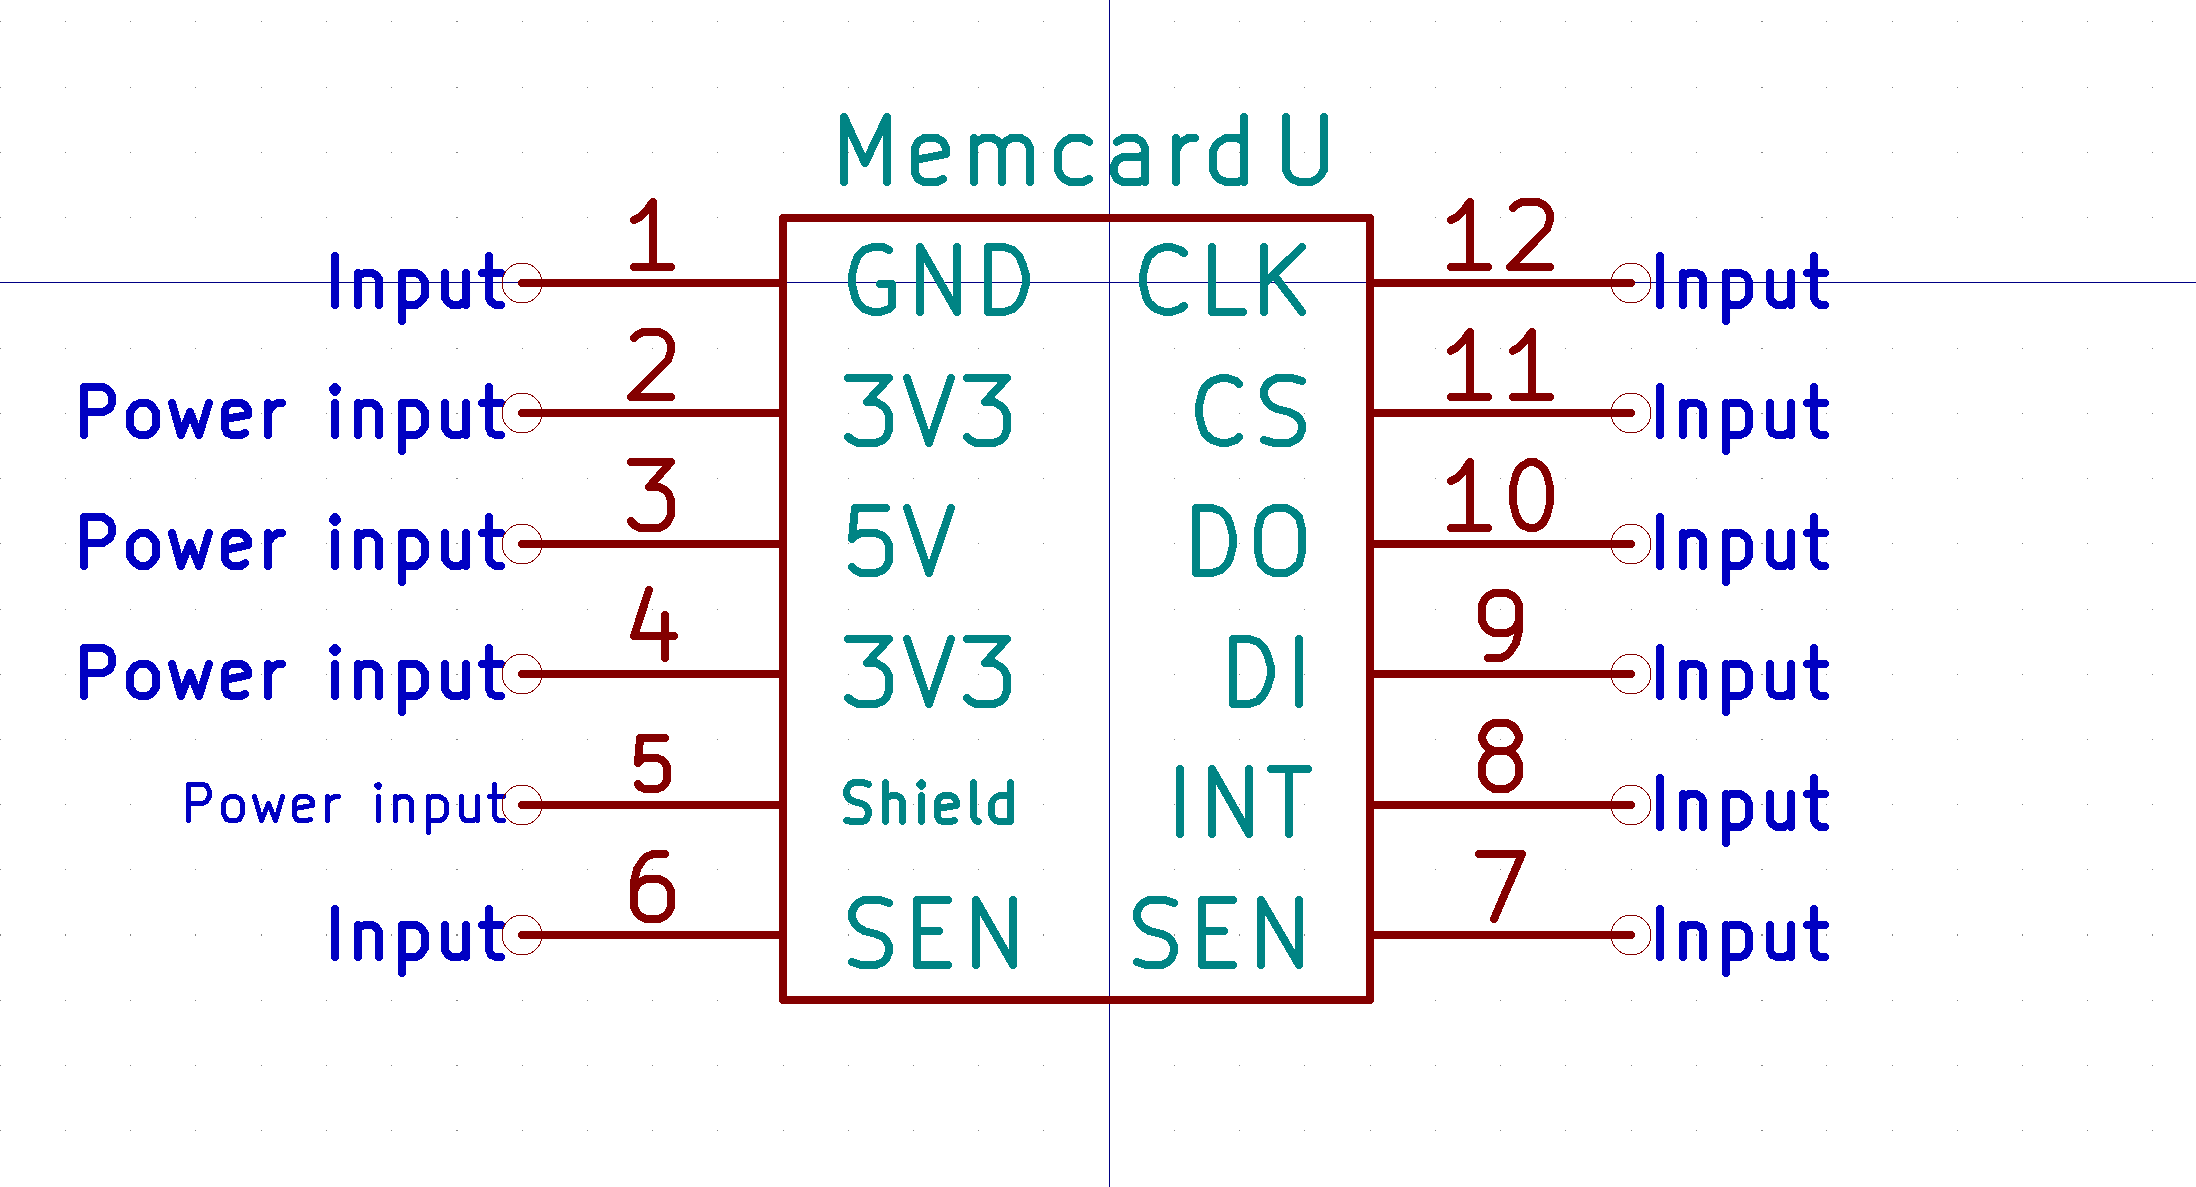 Memcard U
1 12
Input GND CLK Input
2 11
Power input 3V3 CS Input
3 10
Power input 5V DO Input
4 9
Power input 3V3 DI Input
5 8
Power input Shield INT Input
6 7
Input SEN SEN Input